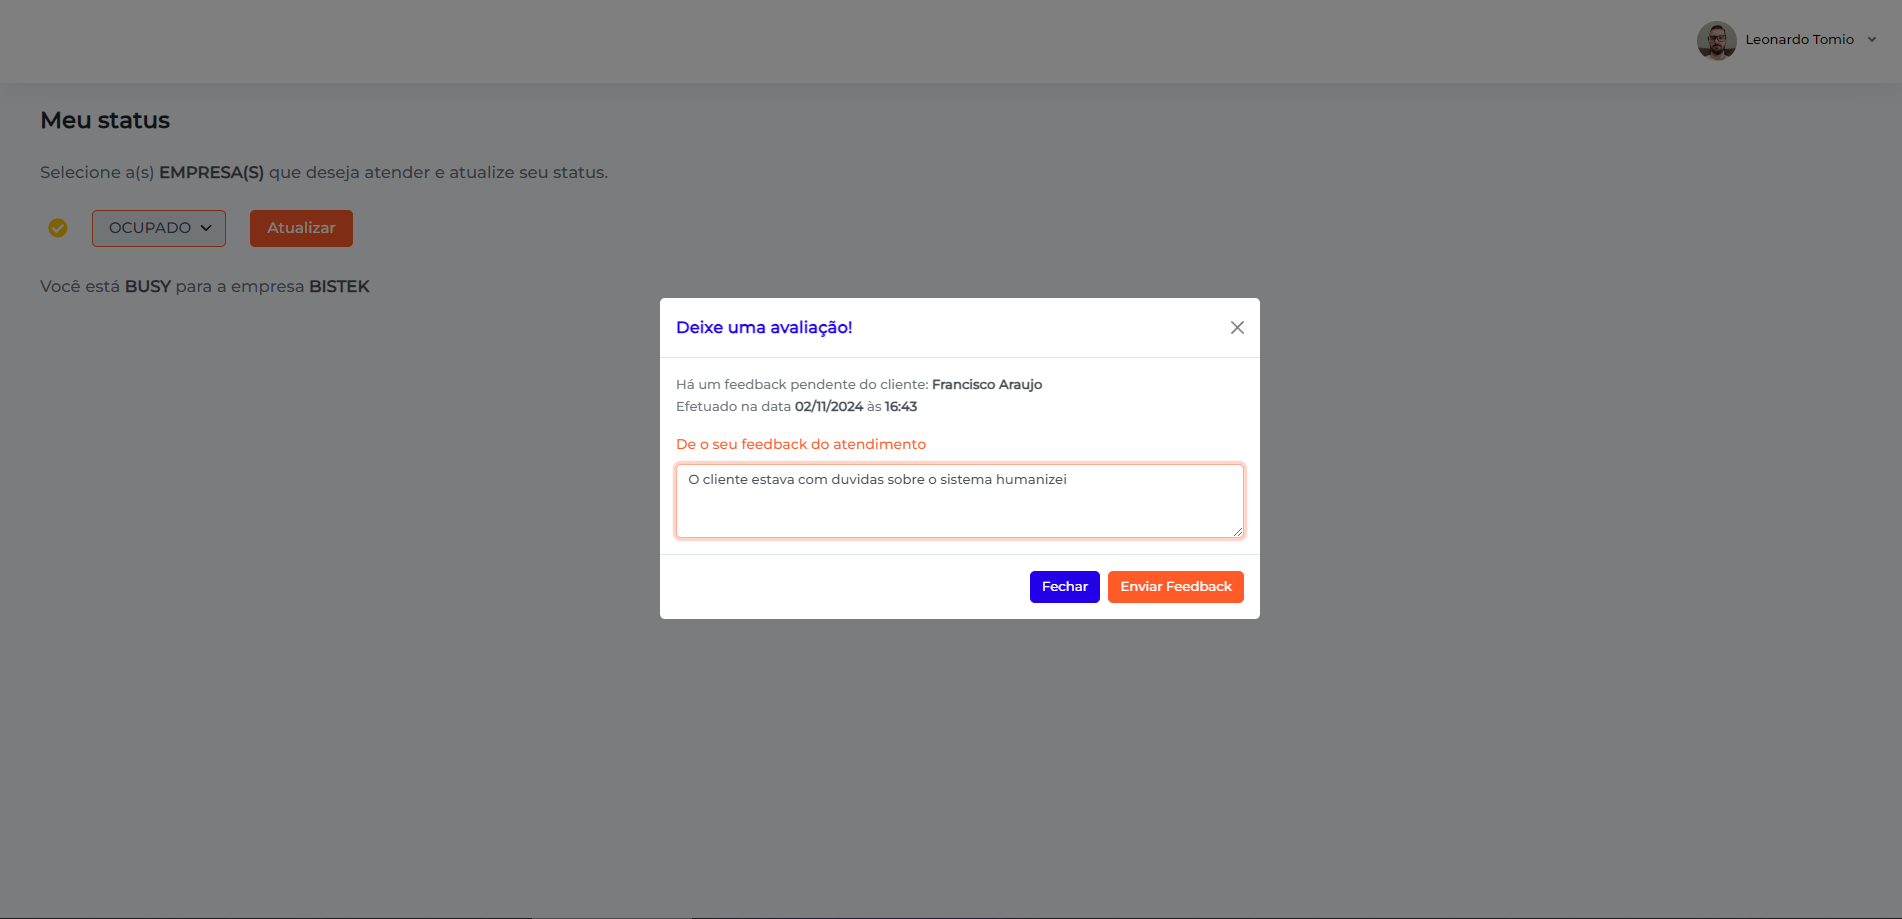 Leonardo Tomio
Meu status
Selecione a(s) EMPRESA(S) que deseja atender e atualize seu status.
OCUPADO
Atualizar
Você está BUSY para a empresa BISTEK
Deixe uma avaliação!
Há um feedback pendente do cliente: Francisco Araujo
Efetuado na data 02/11/2024 às 16:43
De o seu feedback do atendimento
O cliente estava com duvidas sobre o sistema humanizei
Fechar
Enviar Feedback